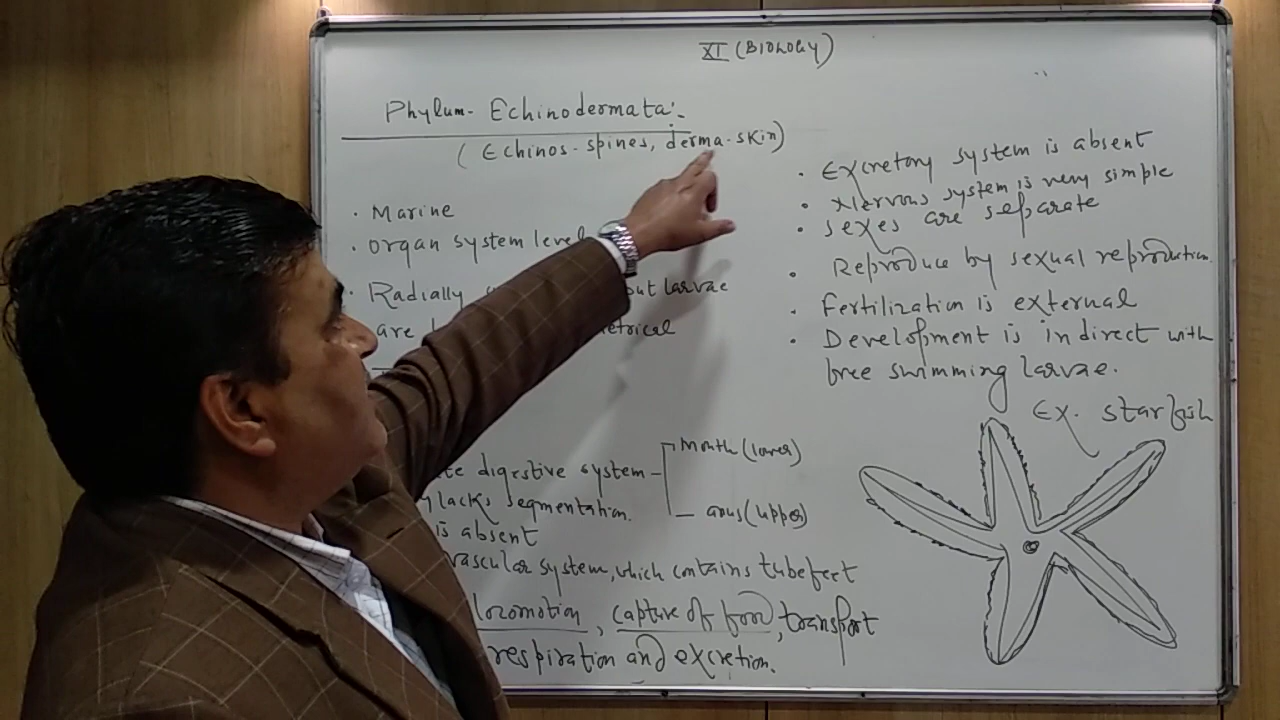 XI (BIOLOGY)
Phylum- Echinodermata:-
(Echinos- spines, derma- skin)
• Marine
• organ system level
• Radially but larvae
are etrical
digestive system - Mouth (lower)
lacks segmentation.
anus (upper)
is absent
vascular system, which contains tubefeet
locomotion, capture of food, transport
respiration and excretion.
• Excretory system is absent
• Nervous system is very simple
• sexes are separate
• Reproduce by sexual reproduction.
• Fertilization is external
• Development is indirect with
free swimming larvae.
Ex. starfish